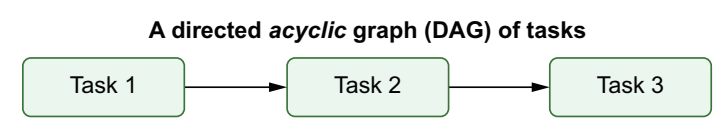 A directed acyclic graph (DAG) of tasks
Task 1
Task 2
Task 3